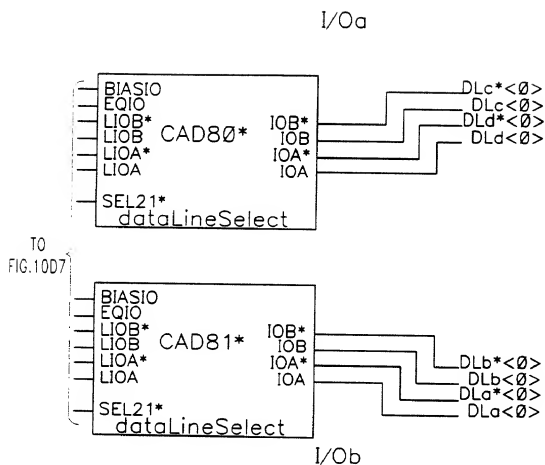 I/Oa
BIASIO
EQIO
LIOB*
LIOB
LIOA*
LIOA
SEL21*
CAD80*
dataLineSelect
IOB*
IOB
IOA*
IOA
DLc*<0>
DLc<0>
DLd*<0>
DLd<0>
TO
FIG.10D7
BIASIO
EQIO
LIOB*
LIOB
LIOA*
LIOA
SEL21*
CAD81*
dataLineSelect
IOB*
IOB
IOA*
IOA
DLb*<0>
DLb<0>
DLa*<0>
DLa<0>
I/Ob